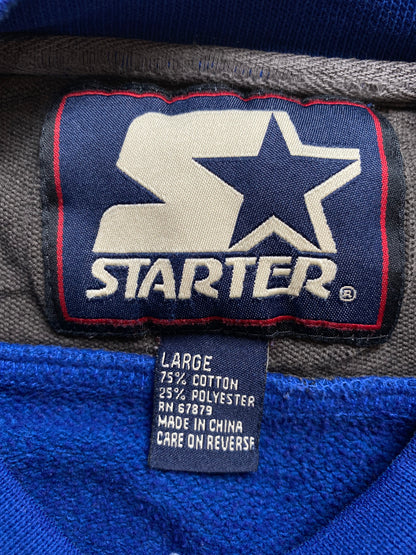 STARTER®
LARGE
75% COTTON
25% POLYESTER
RN 67879
MADE IN CHINA
CARE ON REVERSE